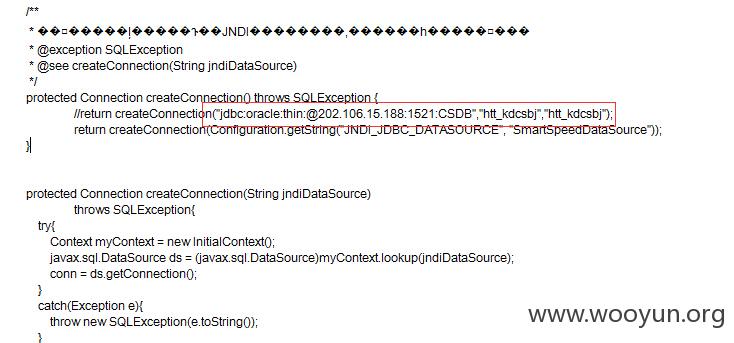 /**
* JNDI
* @exception SQLException
* @see createConnection(String jndiDataSource)
*/
protected Connection createConnection() throws SQLException {
//return createConnection("jdbc:oracle:thin:@202.106.15.188:1521:CSDB","htt_kdcsbj","htt_kdcsbj");
return createConnection(Configuration.getString("JNDI_JDBC_DATASOURCE", "SmartSpeedDataSource"));
}
protected Connection createConnection(String jndiDataSource)
throws SQLException{
try{
Context myContext = new InitialContext();
javax.sql.DataSource ds = (javax.sql.DataSource)myContext.lookup(jndiDataSource);
conn = ds.getConnection();
}
catch(Exception e){
throw new SQLException(e.toString());
}
www.wooyun.org